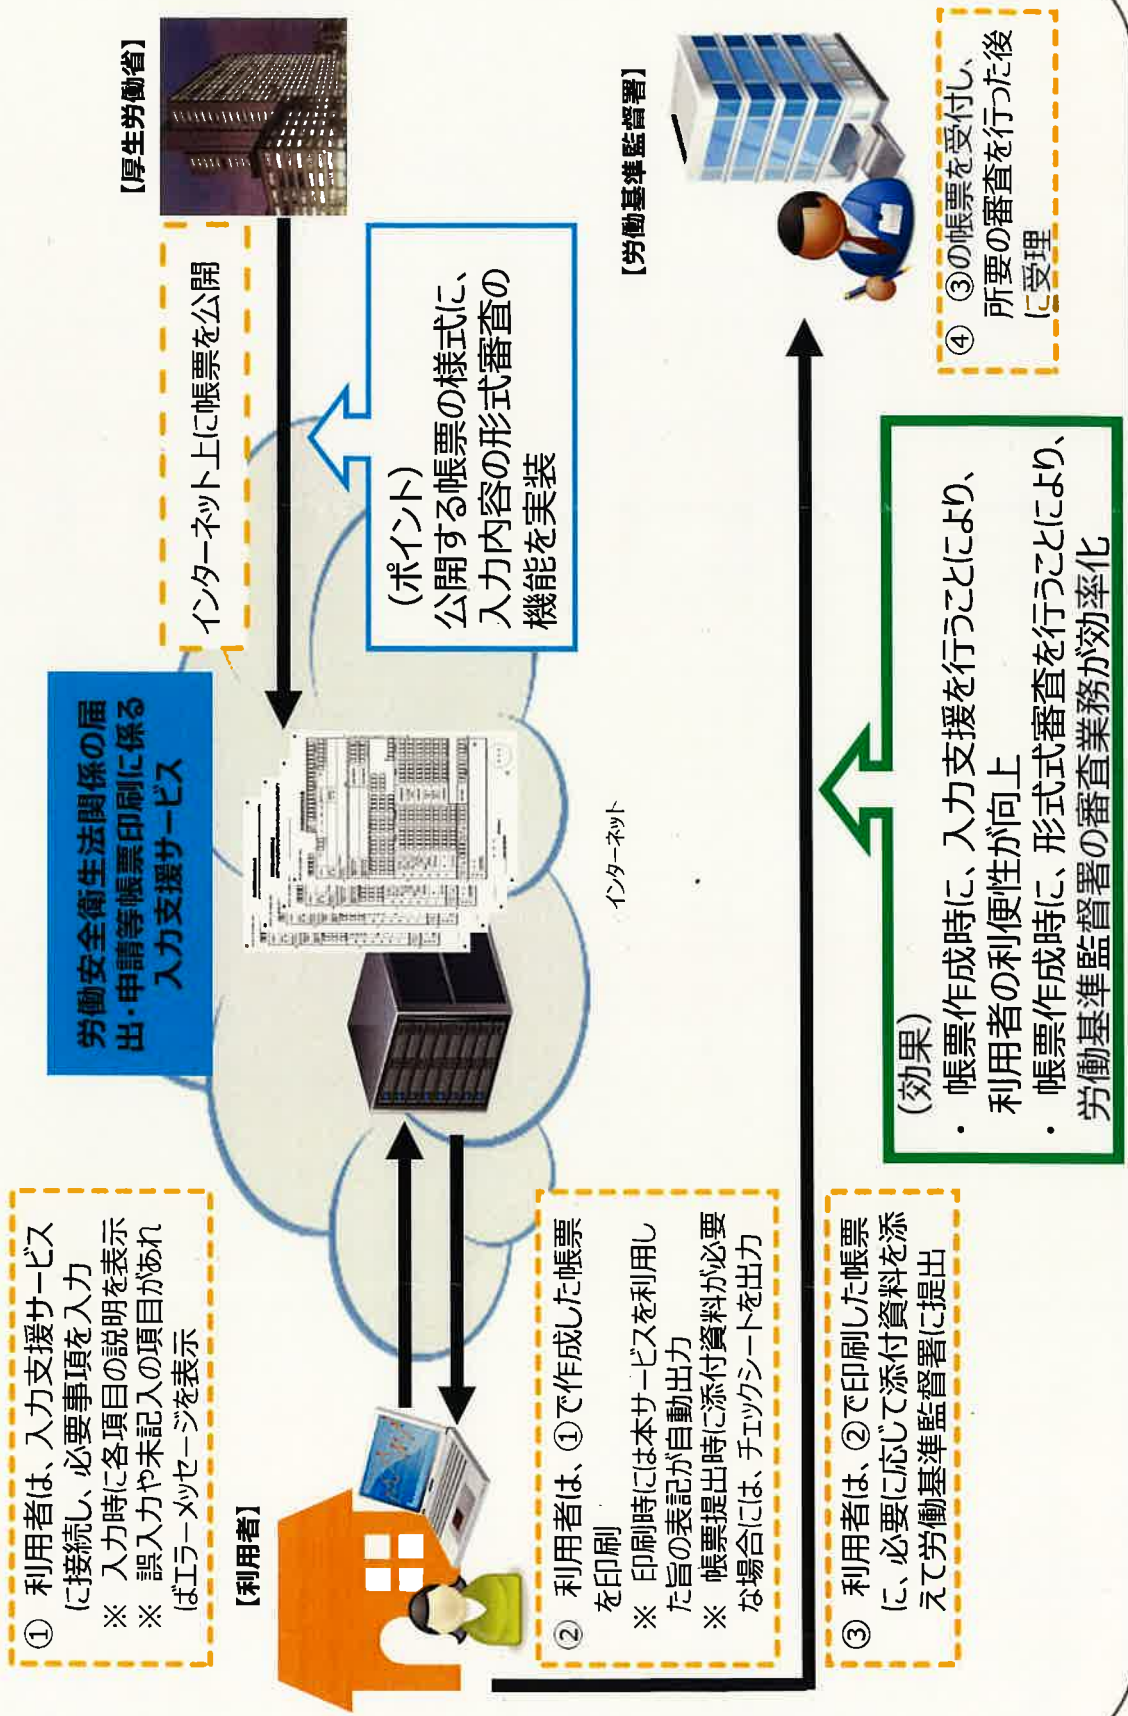 労働安全衛生法関係の届
出・申請等帳票印刷に係る
入力支援サービス
① 利用者は、入力支援サービス
に接続し、必要事項を入力
※ 入力時に各項目の説明を表示
※ 誤入力や未記入の項目があれ
ばエラーメッセージを表示
インターネット上に帳票を公開
【厚生労働省】
【利用者】
(ポイント)
公開する帳票の様式に、
入力内容の形式審査の
機能を実装
② 利用者は、①で作成した帳票
を印刷
※ 印刷時には本サービスを利用し
た旨の表記が自動出力
※ 帳票提出時に添付資料が必要
な場合には、チェックシートを出力
インターネット
【労働基準監督署】
③ 利用者は、②で印刷した帳票
に、必要に応じて添付資料を添
えて労働基準監督署に提出
(効果)
・ 帳票作成時に、入力支援を行うことにより、
利用者の利便性が向上
・ 帳票作成時に、形式式審査を行うことにより、
労働基準監督署の審査業務が効率化
④ ③の帳票を受付し、
所要の審査を行った後
に受理